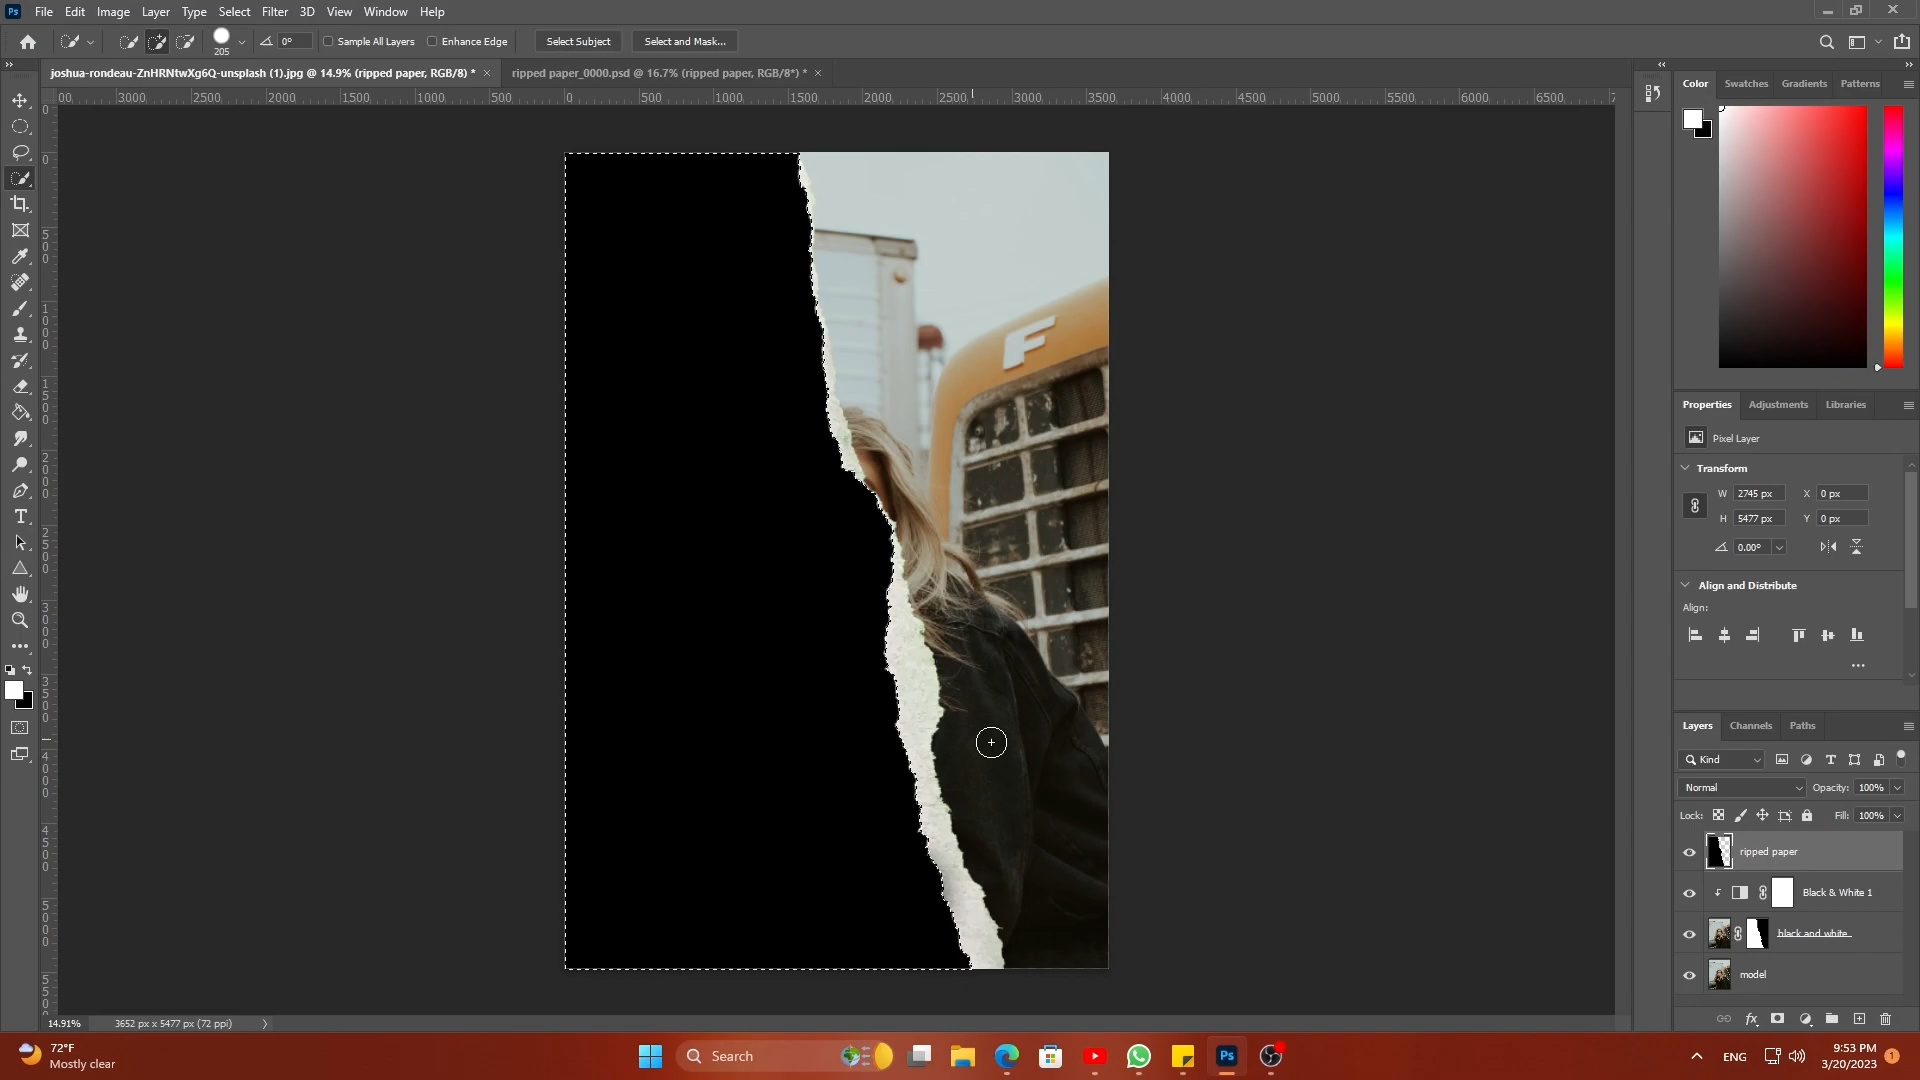 Ps File Edit Image Layer Type Select Filter 3D View Window Help
205 0° Sample All Layers Enhance Edge Select Subject Select and Mask...
joshua-rondeau-ZnHRNtwXg6Q-unsplash (1).jpg @ 14.9% (ripped paper, RGB/8) * × ripped paper_0000.psd @ 16.7% (ripped paper, RGB/8*) * ×
00 3000 2500 2000 1500 1000 500 0 500 1000 1500 2000 2500 3000 3500 4000 4500 5000 5500 6000 6500 7
F
Color Swatches Gradients Patterns
Properties Adjustments Libraries
Pixel Layer
Transform
W 2745 px X 0 px
H 5477 px Y 0 px
0.00°
Align and Distribute
Align:
Layers Channels Paths
Kind
Normal Opacity: 100%
Lock: Fill: 100%
ripped paper
Black & White 1
black and white
model
fx
14.91% 3652 px x 5477 px (72 ppi)
72°F
Mostly clear
Search
Ps
ENG
9:53 PM
3/20/2023
1